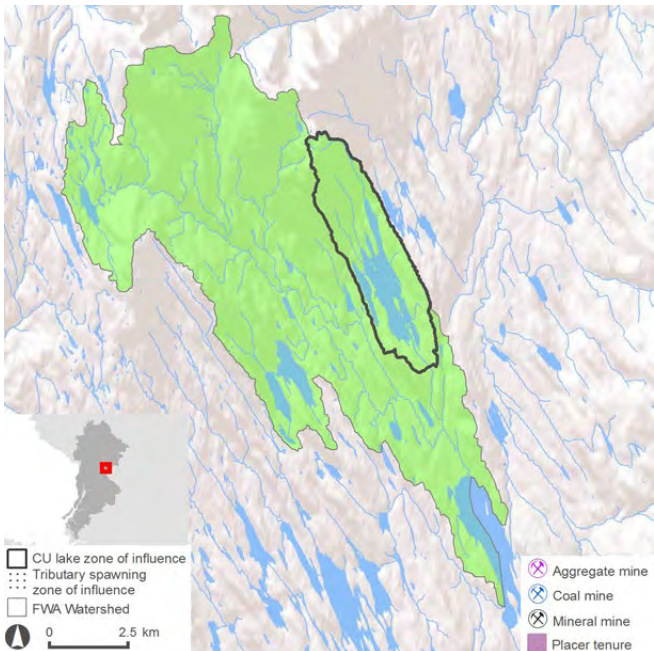 CU lake zone of influence
Tributary spawning
zone of influence
FWA Watershed
0 2.5 km
Aggregate mine
Coal mine
Mineral mine
Placer tenure